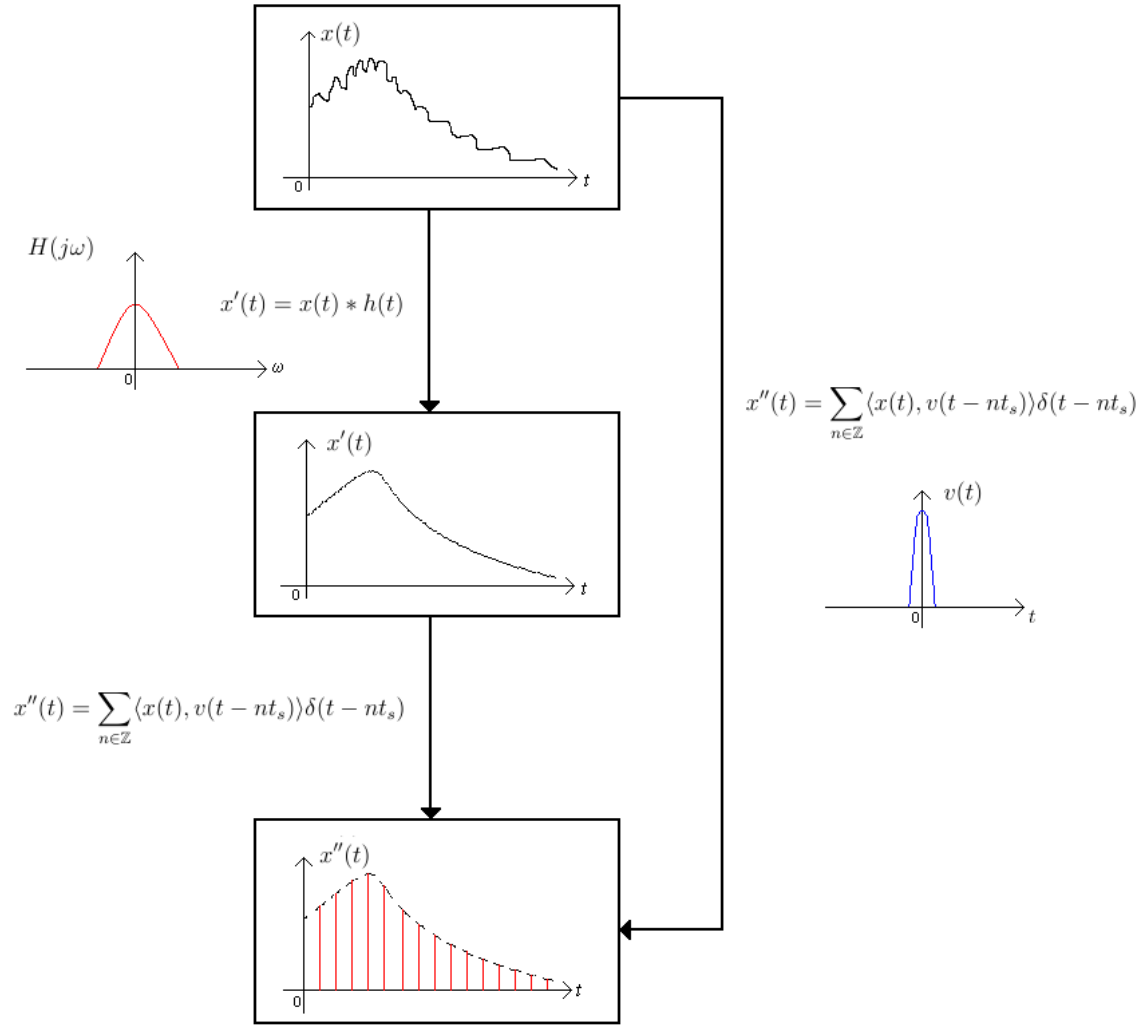 x(t)
0
t
H(jω)
x'(t) = x(t) * h(t)
0
ω
x''(t) = ∑_{n∈ℤ} ⟨x(t), v(t − nt_s)⟩δ(t − nt_s)
x'(t)
0
t
v(t)
0
t
x''(t) = ∑_{n∈ℤ} ⟨x(t), v(t − nt_s)⟩δ(t − nt_s)
x''(t)
0
t